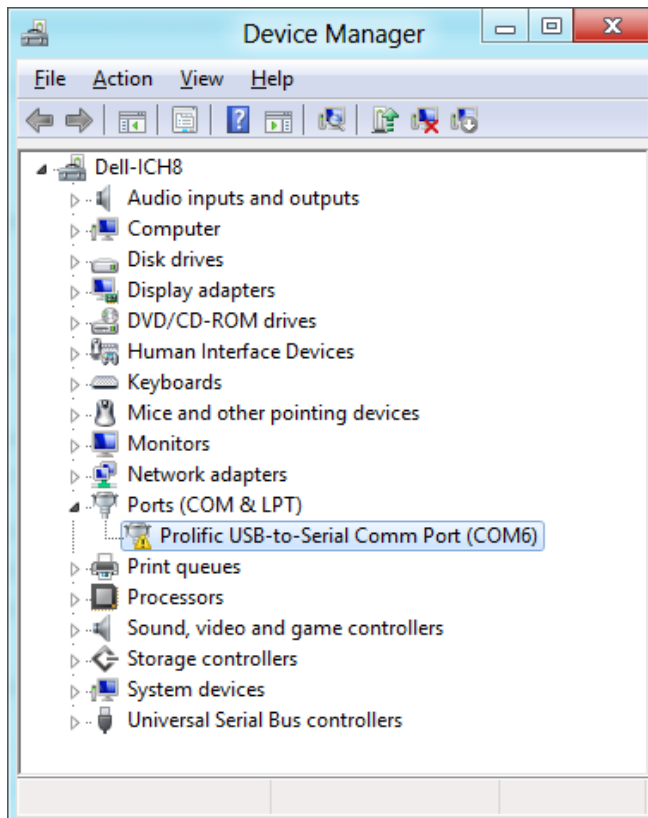 Device Manager
File Action View Help
Dell-ICH8
Audio inputs and outputs
Computer
Disk drives
Display adapters
DVD/CD-ROM drives
Human Interface Devices
Keyboards
Mice and other pointing devices
Monitors
Network adapters
Ports (COM & LPT)
Prolific USB-to-Serial Comm Port (COM6)
Print queues
Processors
Sound, video and game controllers
Storage controllers
System devices
Universal Serial Bus controllers